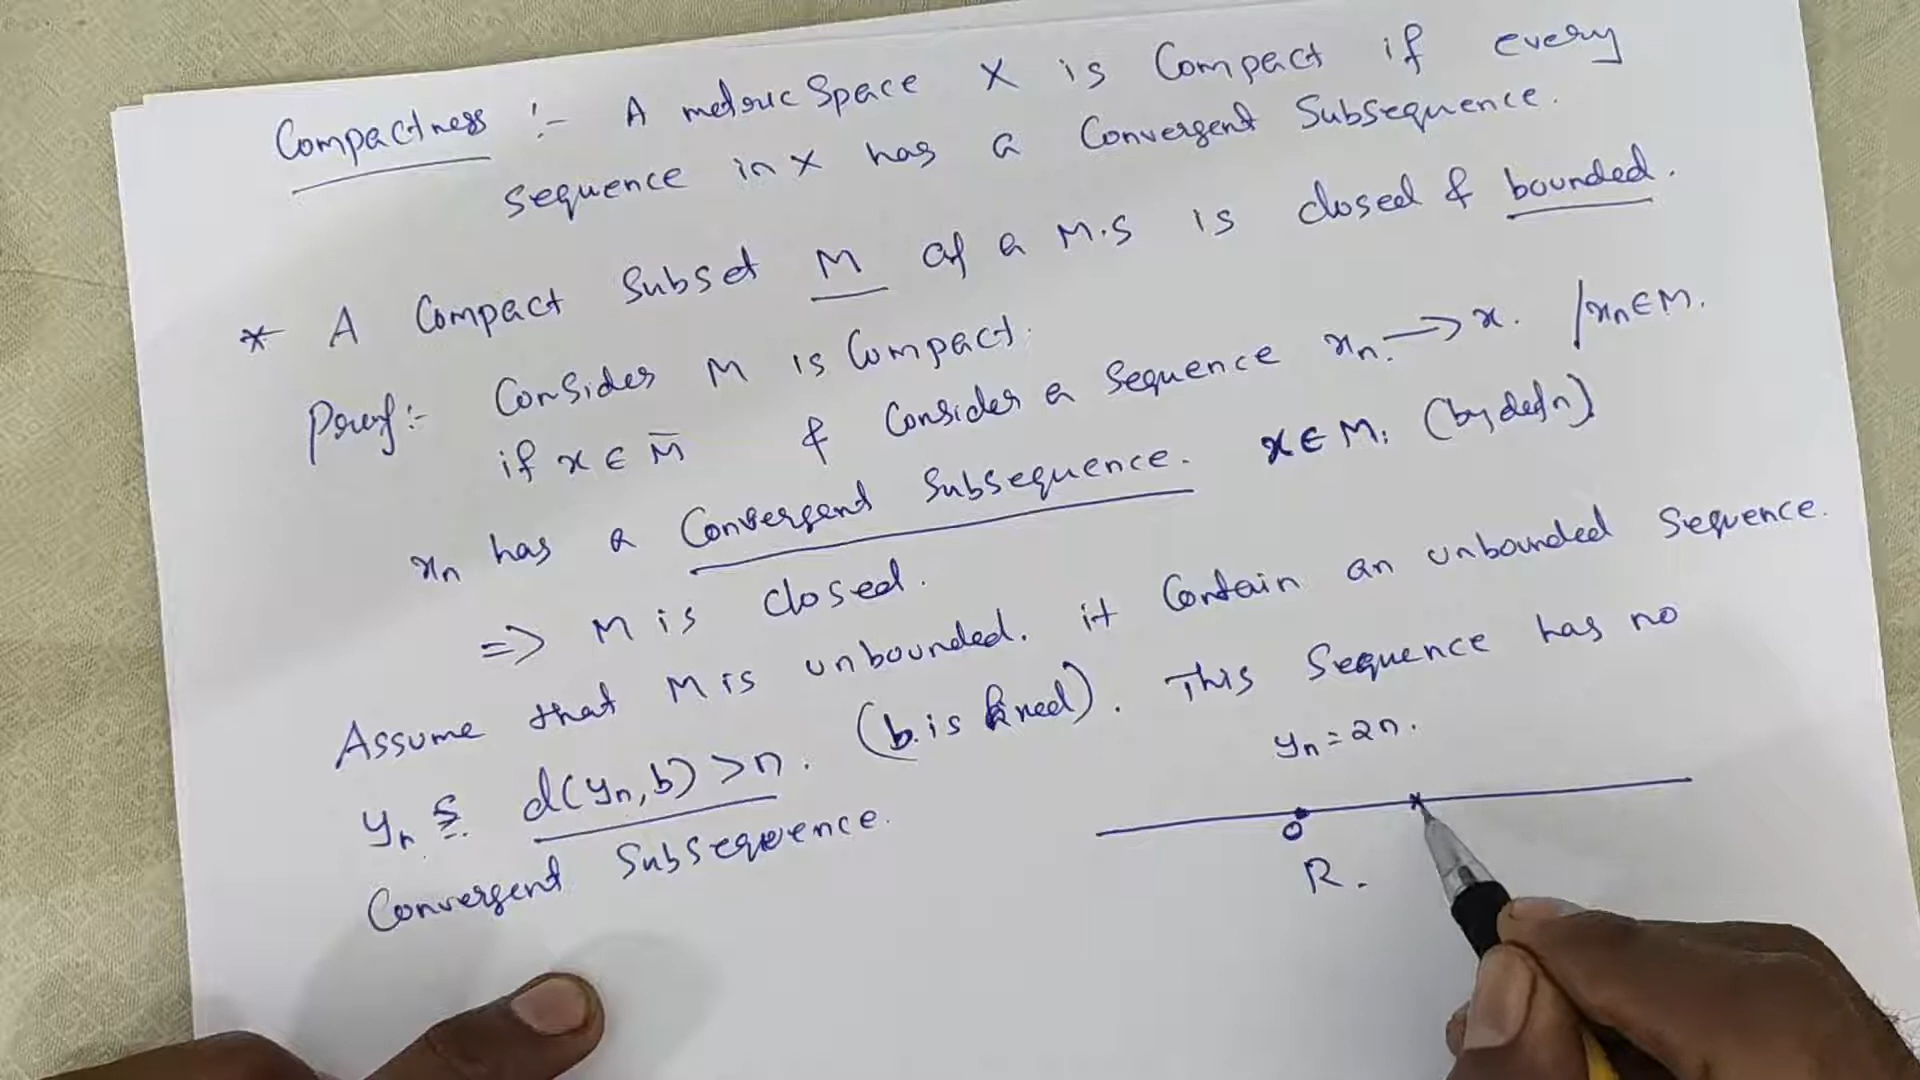 Compactness :- A metric Space X is Compact if every
sequence in X has a Convergent Subsequence.
* A Compact Subset M of a M.S is closed & bounded.
Proof:- Consider M is Compact.
if x ∈ M̄ & Consider a Sequence xn → x. / xn ∈ M.
xn has a Convergent Subsequence. x ∈ M. (by defn)
=> M is closed.
Assume that M is unbounded. it Contain an unbounded Sequence.
yn d(yn, b) > n. (b is fixed). This Sequence has no
Convergent Subsequence.
yn = 2n.
0
R.